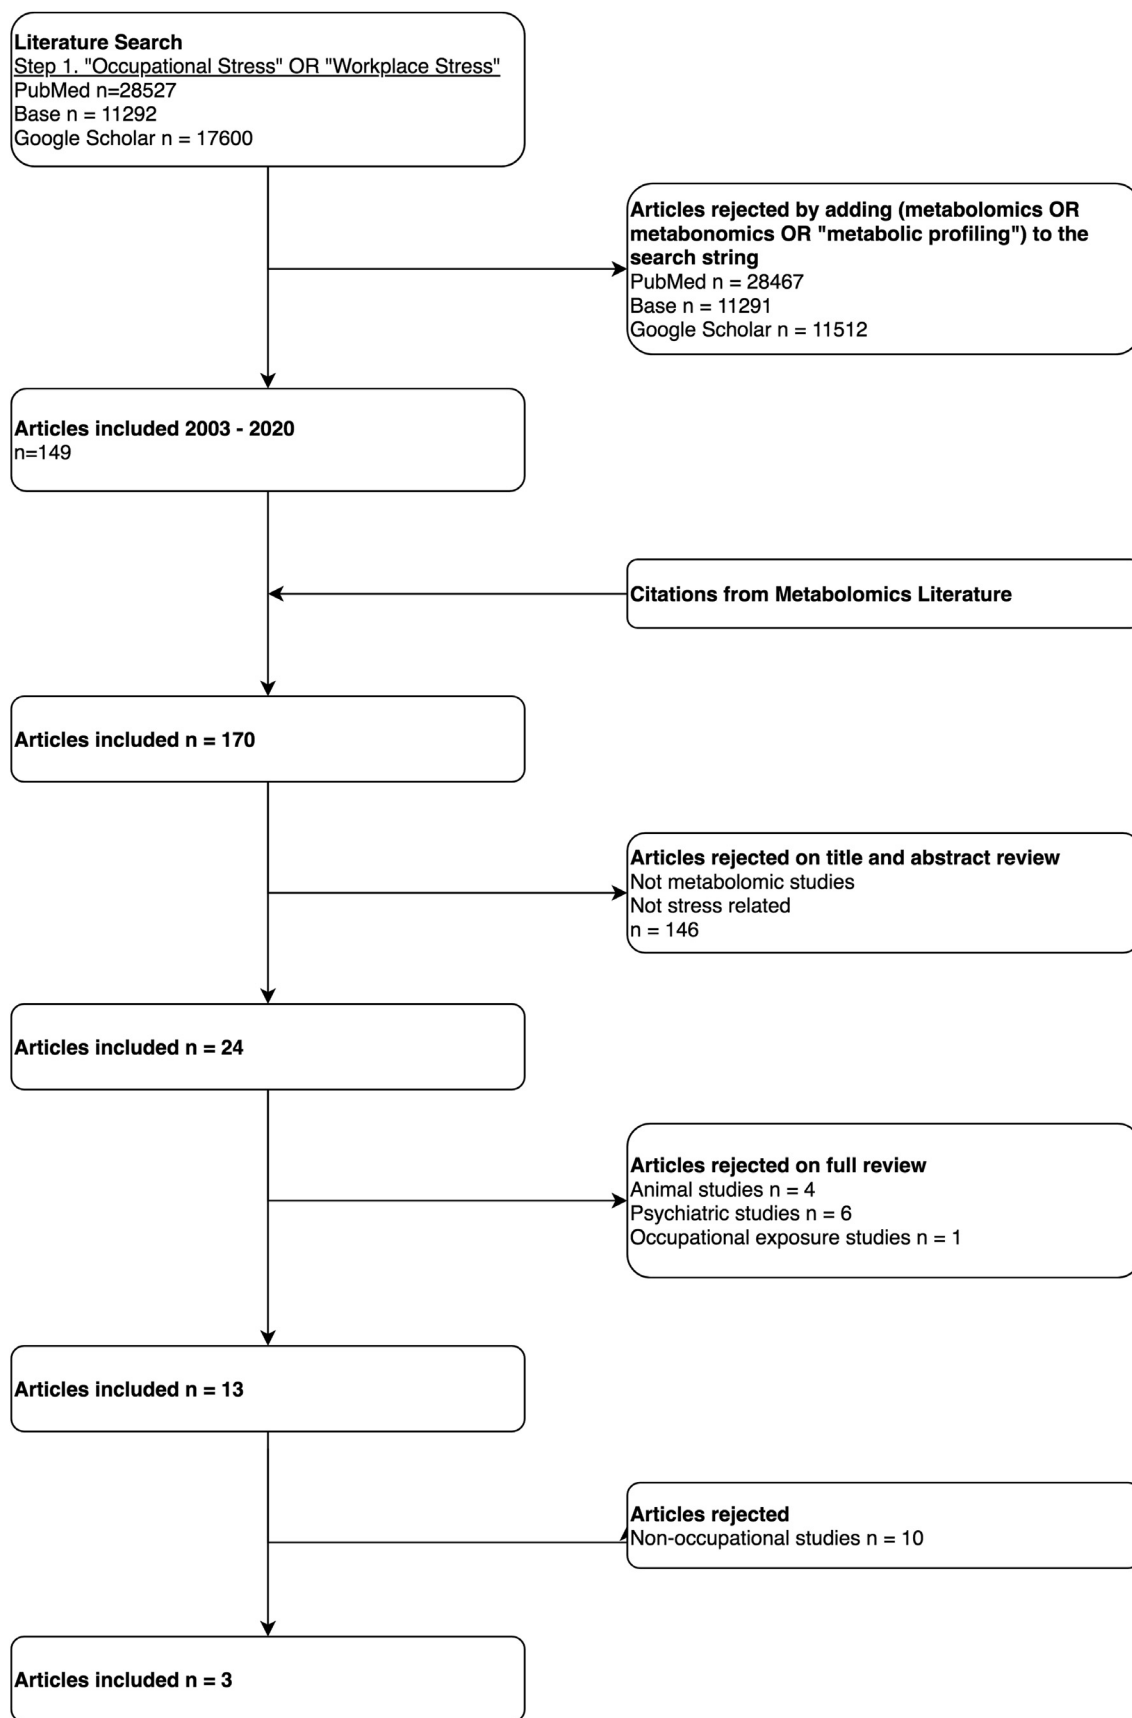 Literature Search
Step 1. "Occupational Stress" OR "Workplace Stress"
PubMed n=28527
Base n = 11292
Google Scholar n = 17600
Articles rejected by adding (metabolomics OR
metabonomics OR "metabolic profiling") to the
search string
PubMed n = 28467
Base n = 11291
Google Scholar n = 11512
Articles included 2003 - 2020
n=149
Citations from Metabolomics Literature
Articles included n = 170
Articles rejected on title and abstract review
Not metabolomic studies
Not stress related
n = 146
Articles included n = 24
Articles rejected on full review
Animal studies n = 4
Psychiatric studies n = 6
Occupational exposure studies n = 1
Articles included n = 13
Articles rejected
Non-occupational studies n = 10
Articles included n = 3